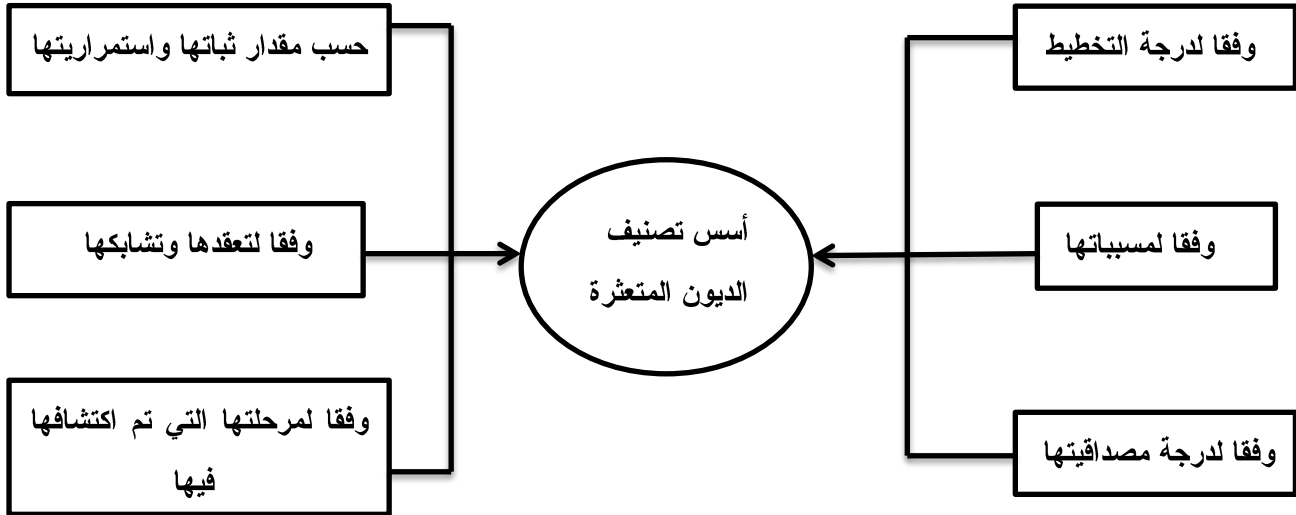 وفقا لدرجة التخطيط
وفقا لمسبباتها
وفقا لدرجة مصداقيتها
أسس تصنيف
الديون المتعثرة
حسب مقدار ثباتها واستمراريتها
وفقا لتعقدها وتشابكها
وفقا لمرحلتها التي تم اكتشافها
فيها